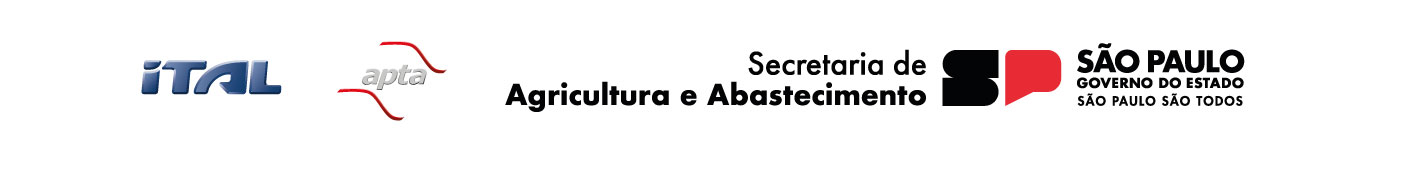 iTAL
apta
Secretaria de
Agricultura e Abastecimento
SP
SÃO PAULO
GOVERNO DO ESTADO
SÃO PAULO SÃO TODOS